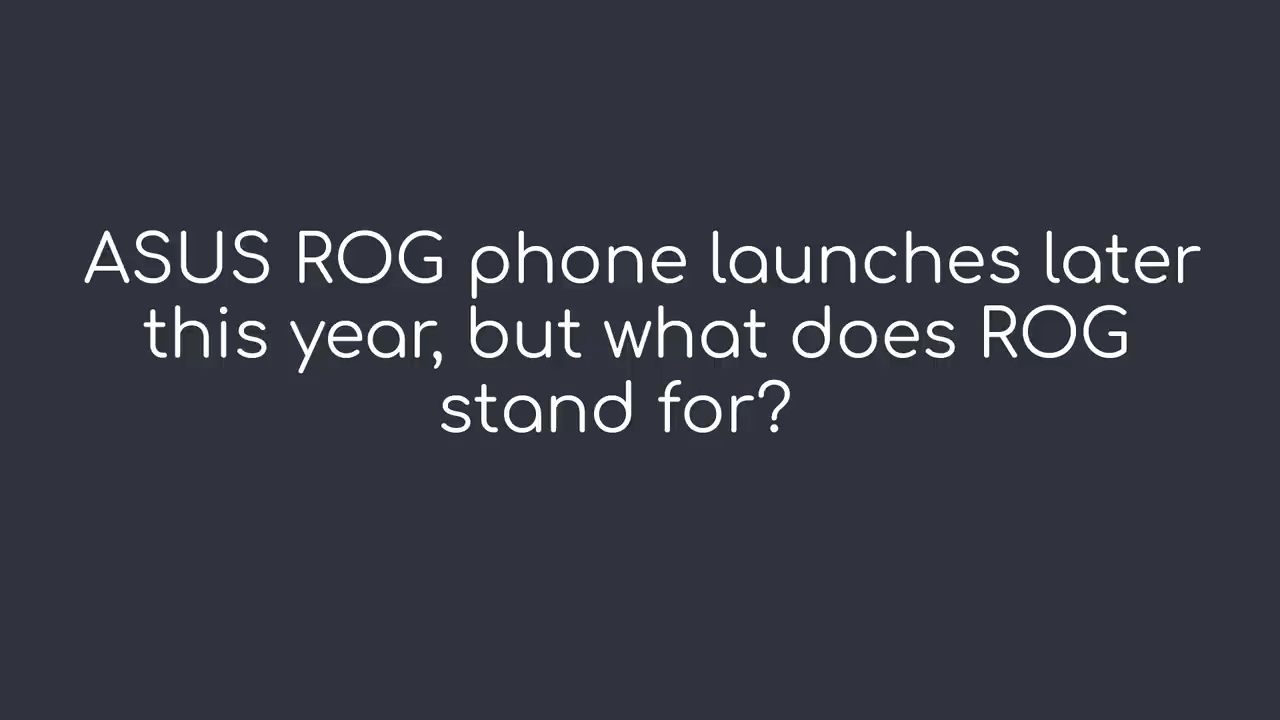 ASUS ROG phone launches later
this year, but what does ROG
stand for?